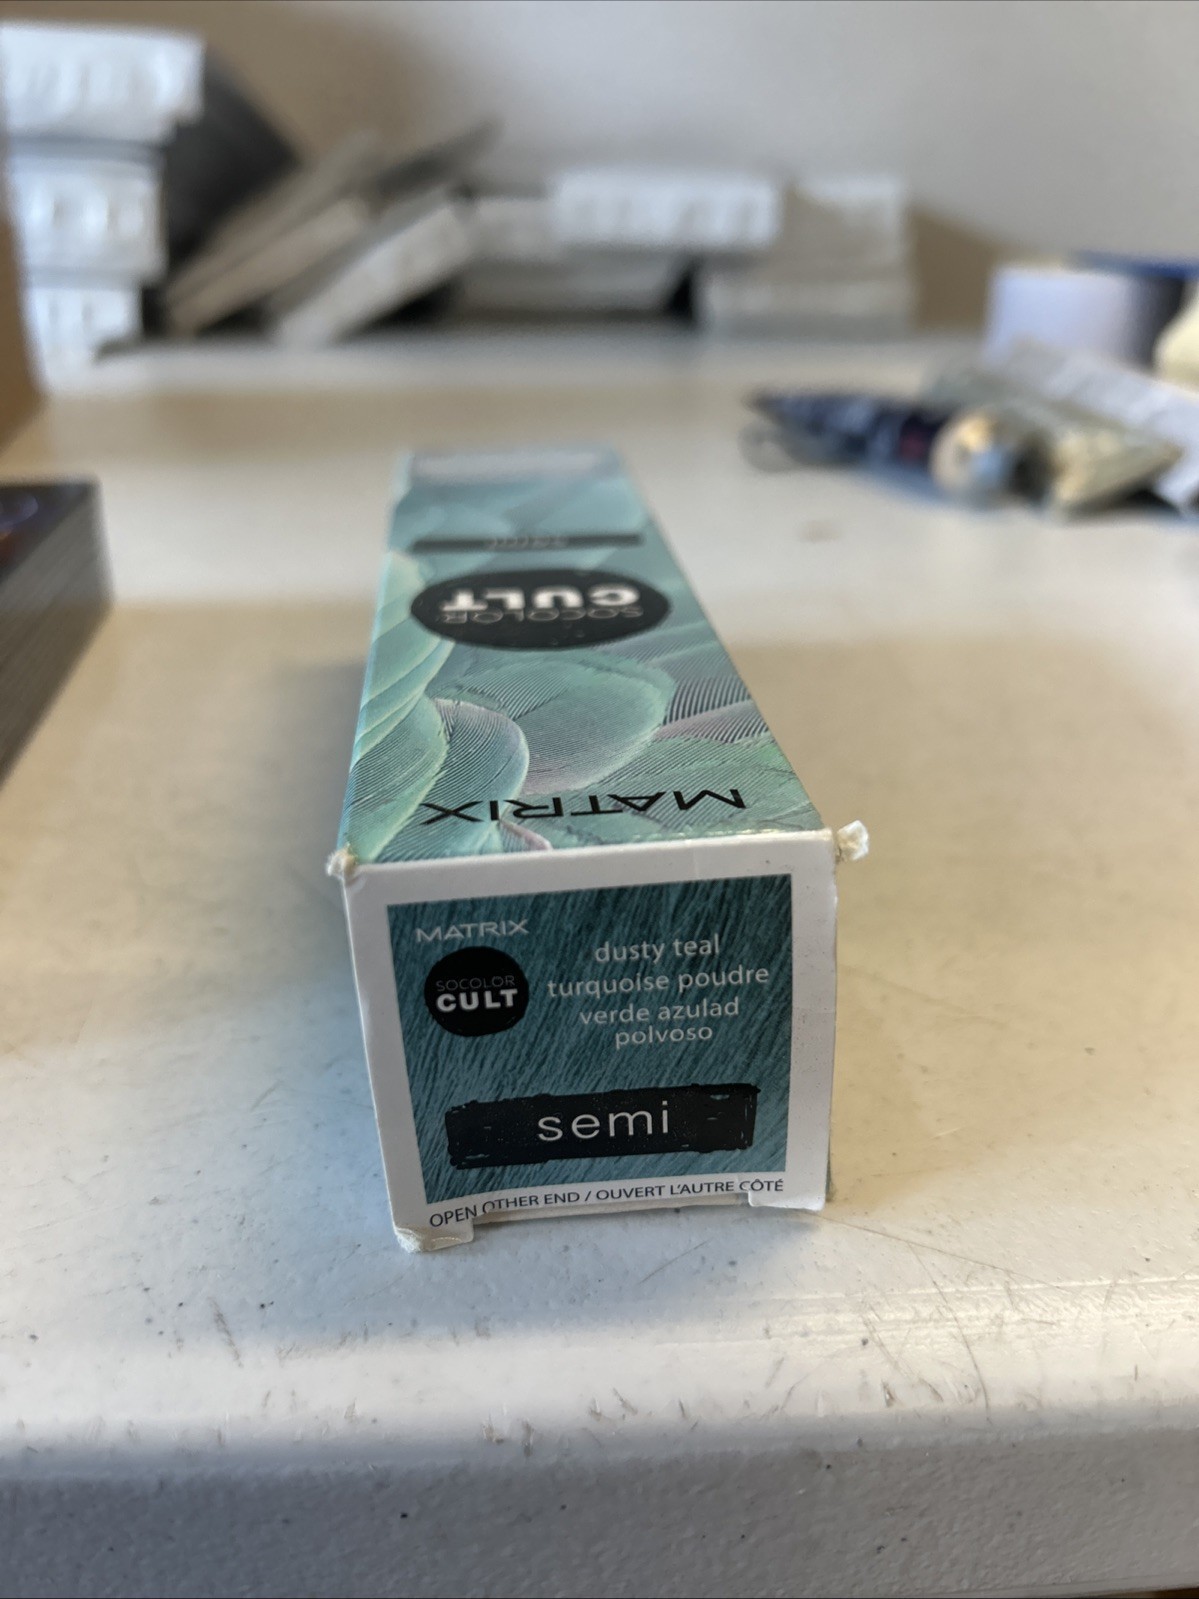 semi
SOCOLOR
CULT
MATRIX
MATRIX
SOCOLOR
CULT
dusty teal
turquoise poudre
verde azulad
polvoso
semi
OPEN OTHER END / OUVERT L'AUTRE CÔTÉ